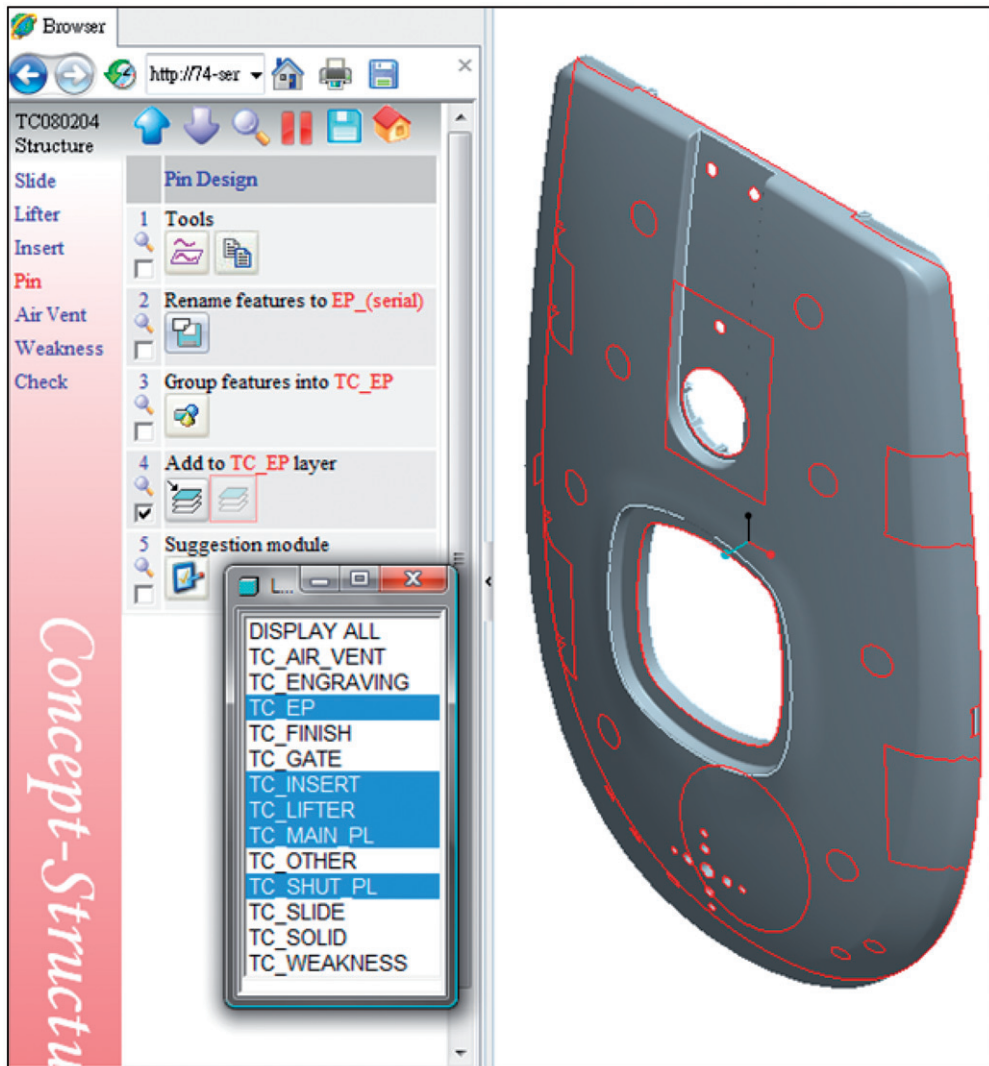 Browser
http://74-ser
TC080204
Structure
Slide
Lifter
Insert
Pin
Air Vent
Weakness
Check
Pin Design
1 Tools
2 Rename features to EP_(serial)
3 Group features into TC_EP
4 Add to TC_EP layer
5 Suggestion module
L...
DISPLAY ALL
TC_AIR_VENT
TC_ENGRAVING
TC_EP
TC_FINISH
TC_GATE
TC_INSERT
TC_LIFTER
TC_MAIN_PL
TC_OTHER
TC_SHUT_PL
TC_SLIDE
TC_SOLID
TC_WEAKNESS
Concept-Structu